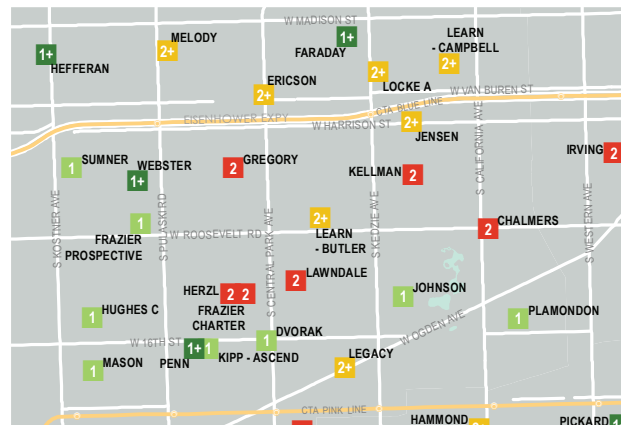 W MADISON ST
MELODY
2+
1+
HEFFERAN
FARADAY
1+
LEARN
- CAMPBELL
2+
2+
LOCKE A
ERICSON
2+
W VAN BUREN ST
CTA BLUE LINE
EISENHOWER EXPY
W HARRISON ST
2+
JENSEN
S CALIFORNIA AVE
IRVING
2
SUMNER
1
WEBSTER
1+
GREGORY
2
KELLMAN
2
S KOSTNER AVE
S PULASKI RD
S CENTRAL PARK AVE
S KEDZIE AVE
S WESTERN AVE
1
FRAZIER
PROSPECTIVE
W ROOSEVELT RD
2+
LEARN
- BUTLER
CHALMERS
2
LAWNDALE
2
HERZL
2 2
FRAZIER
CHARTER
JOHNSON
1
HUGHES C
1
PLAMONDON
1
W OGDEN AVE
W 16TH ST
DVORAK
1
1+
1
PENN
KIPP - ASCEND
MASON
1
LEGACY
2+
CTA PINK LINE
HAMMOND
2+
PICKARD
1